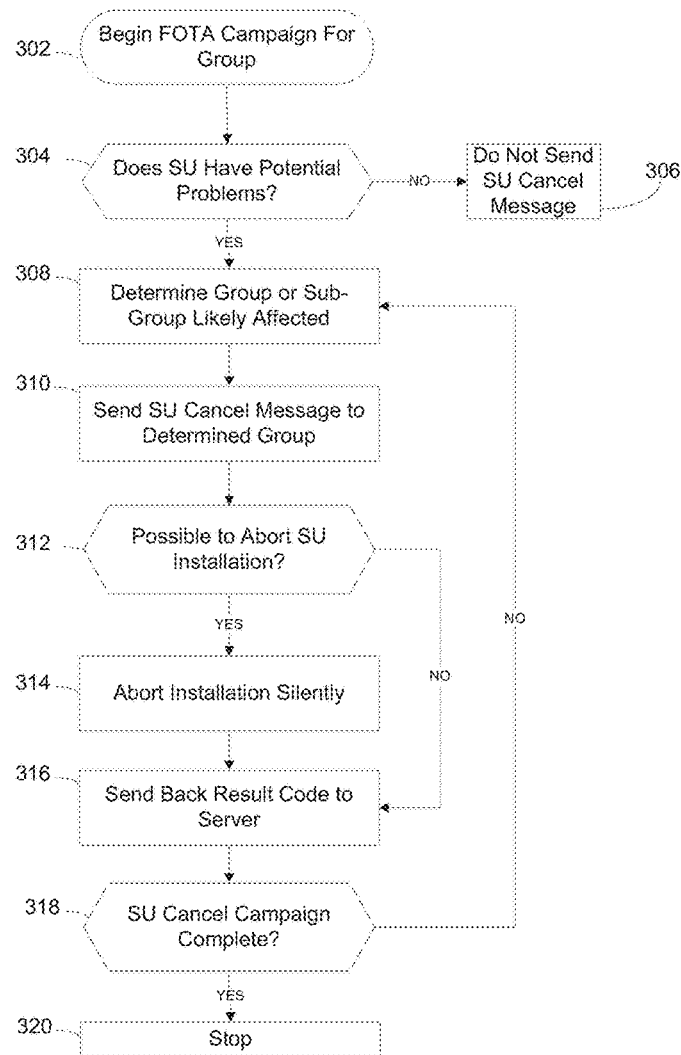 302
Begin FOTA Campaign For
Group
304
Does SU Have Potential
Problems?
NO
Do Not Send
SU Cancel
Message
306
YES
308
Determine Group or Sub-
Group Likely Affected
310
Send SU Cancel Message to
Determined Group
312
Possible to Abort SU
Installation?
YES
NO
NO
314
Abort Installation Silently
316
Send Back Result Code to
Server
318
SU Cancel Campaign
Complete?
YES
320
Stop